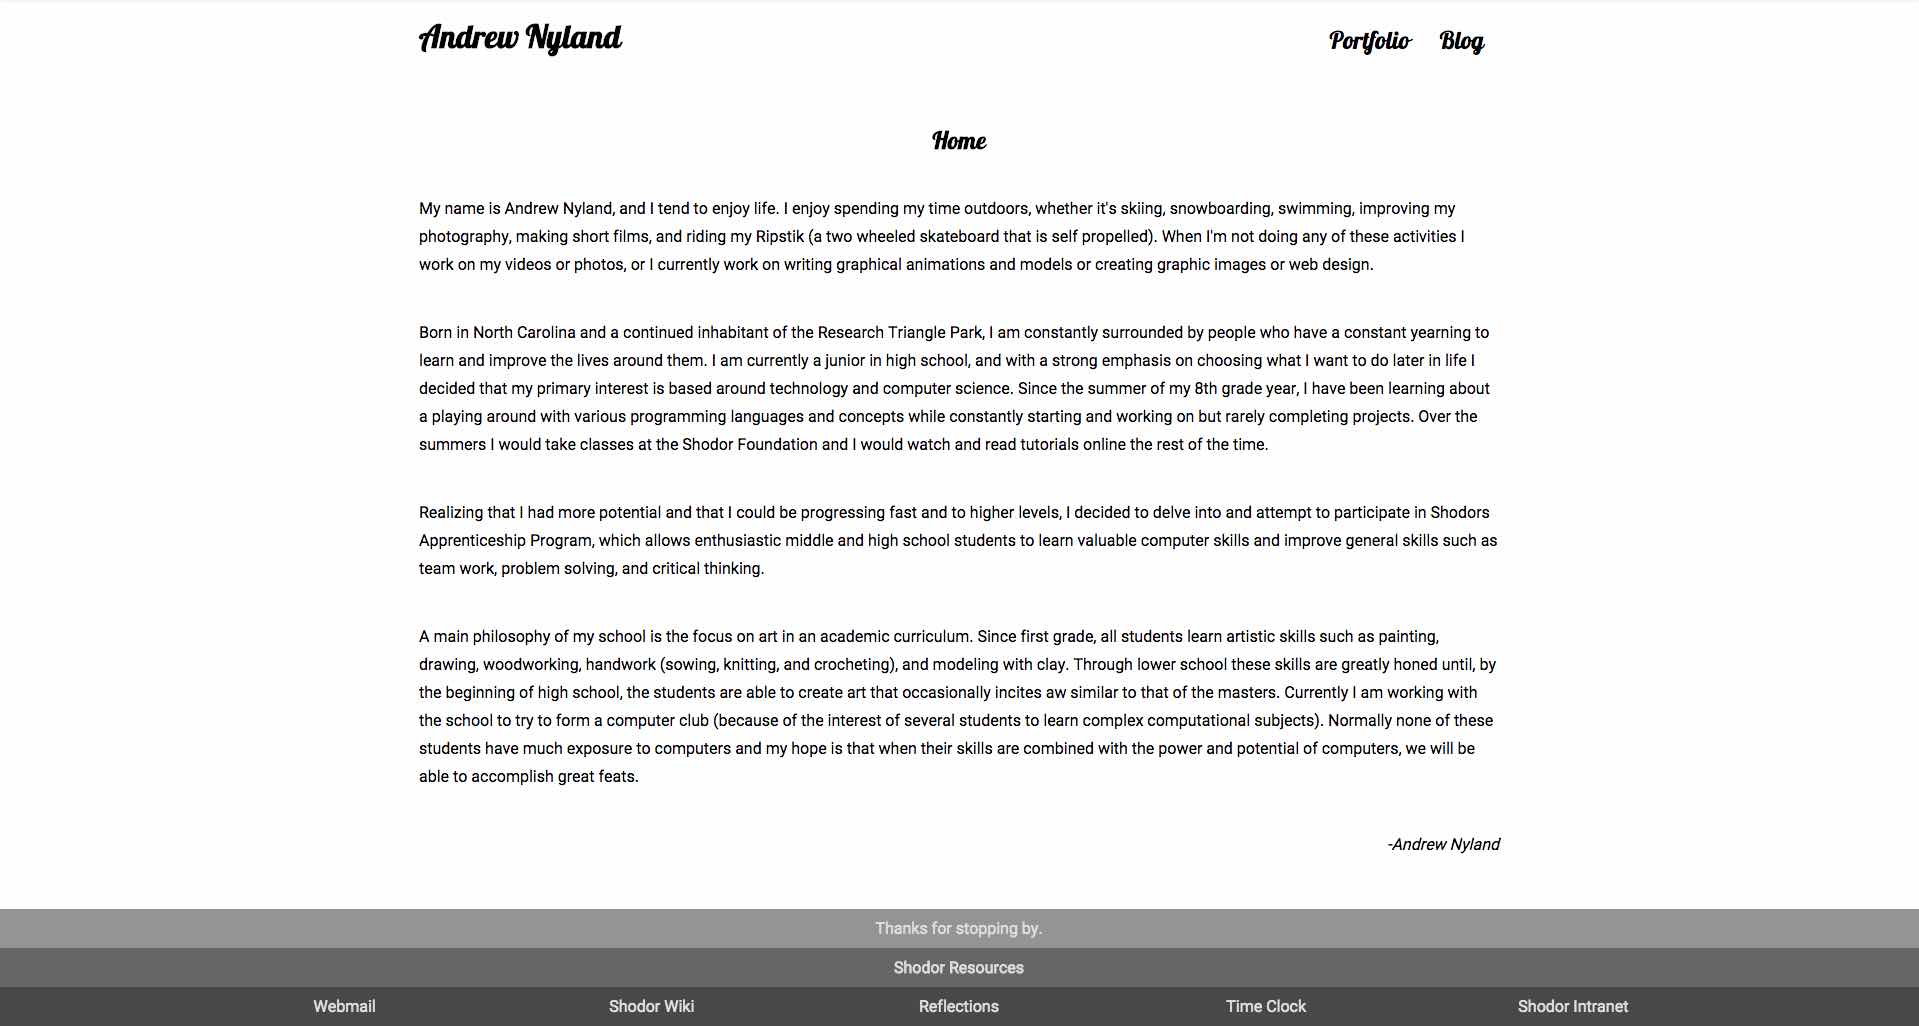 Andrew Nyland
Portfolio Blog
Home
My name is Andrew Nyland, and I tend to enjoy life. I enjoy spending my time outdoors, whether it's skiing, snowboarding, swimming, improving my
photography, making short films, and riding my Ripstik (a two wheeled skateboard that is self propelled). When I'm not doing any of these activities I
work on my videos or photos, or I currently work on writing graphical animations and models or creating graphic images or web design.
Born in North Carolina and a continued inhabitant of the Research Triangle Park, I am constantly surrounded by people who have a constant yearning to
learn and improve the lives around them. I am currently a junior in high school, and with a strong emphasis on choosing what I want to do later in life I
decided that my primary interest is based around technology and computer science. Since the summer of my 8th grade year, I have been learning about
a playing around with various programming languages and concepts while constantly starting and working on but rarely completing projects. Over the
summers I would take classes at the Shodor Foundation and I would watch and read tutorials online the rest of the time.
Realizing that I had more potential and that I could be progressing fast and to higher levels, I decided to delve into and attempt to participate in Shodors
Apprenticeship Program, which allows enthusiastic middle and high school students to learn valuable computer skills and improve general skills such as
team work, problem solving, and critical thinking.
A main philosophy of my school is the focus on art in an academic curriculum. Since first grade, all students learn artistic skills such as painting,
drawing, woodworking, handwork (sowing, knitting, and crocheting), and modeling with clay. Through lower school these skills are greatly honed until, by
the beginning of high school, the students are able to create art that occasionally incites aw similar to that of the masters. Currently I am working with
the school to try to form a computer club (because of the interest of several students to learn complex computational subjects). Normally none of these
students have much exposure to computers and my hope is that when their skills are combined with the power and potential of computers, we will be
able to accomplish great feats.
-Andrew Nyland
Thanks for stopping by.
Shodor Resources
Webmail Shodor Wiki Reflections Time Clock Shodor Intranet